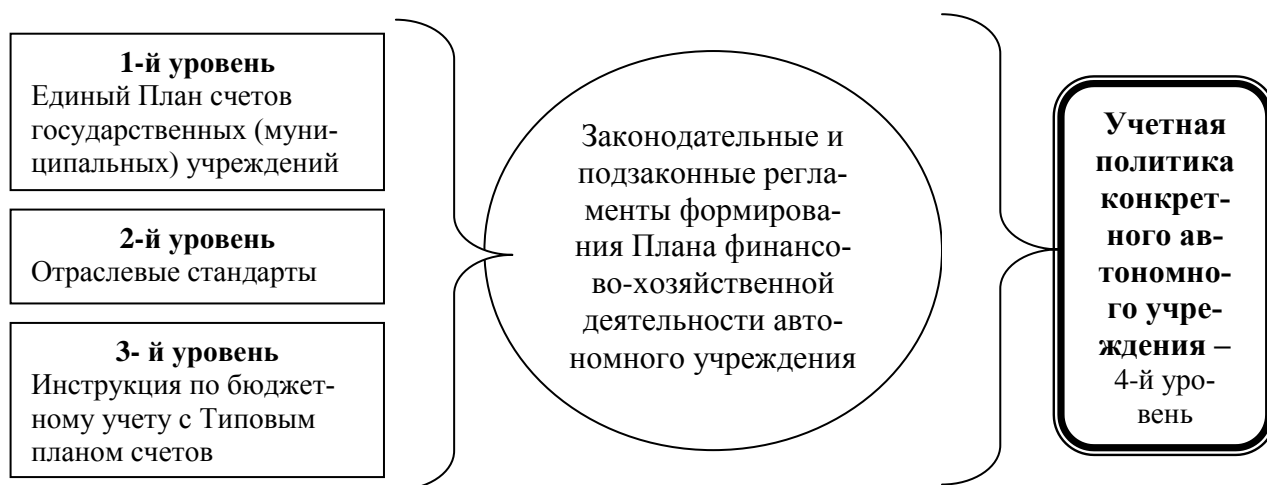 1-й уровень
Единый План счетов
государственных (муни-
ципальных) учреждений
2-й уровень
Отраслевые стандарты
3- й уровень
Инструкция по бюджет-
ному учету с Типовым
планом счетов
Законодательные и
подзаконные регла-
менты формирова-
ния Плана финансо-
во-хозяйственной
деятельности авто-
номного учреждения
Учетная
политика
конкрет-
ного ав-
тономно-
го учре-
ждения –
4-й уро-
вень